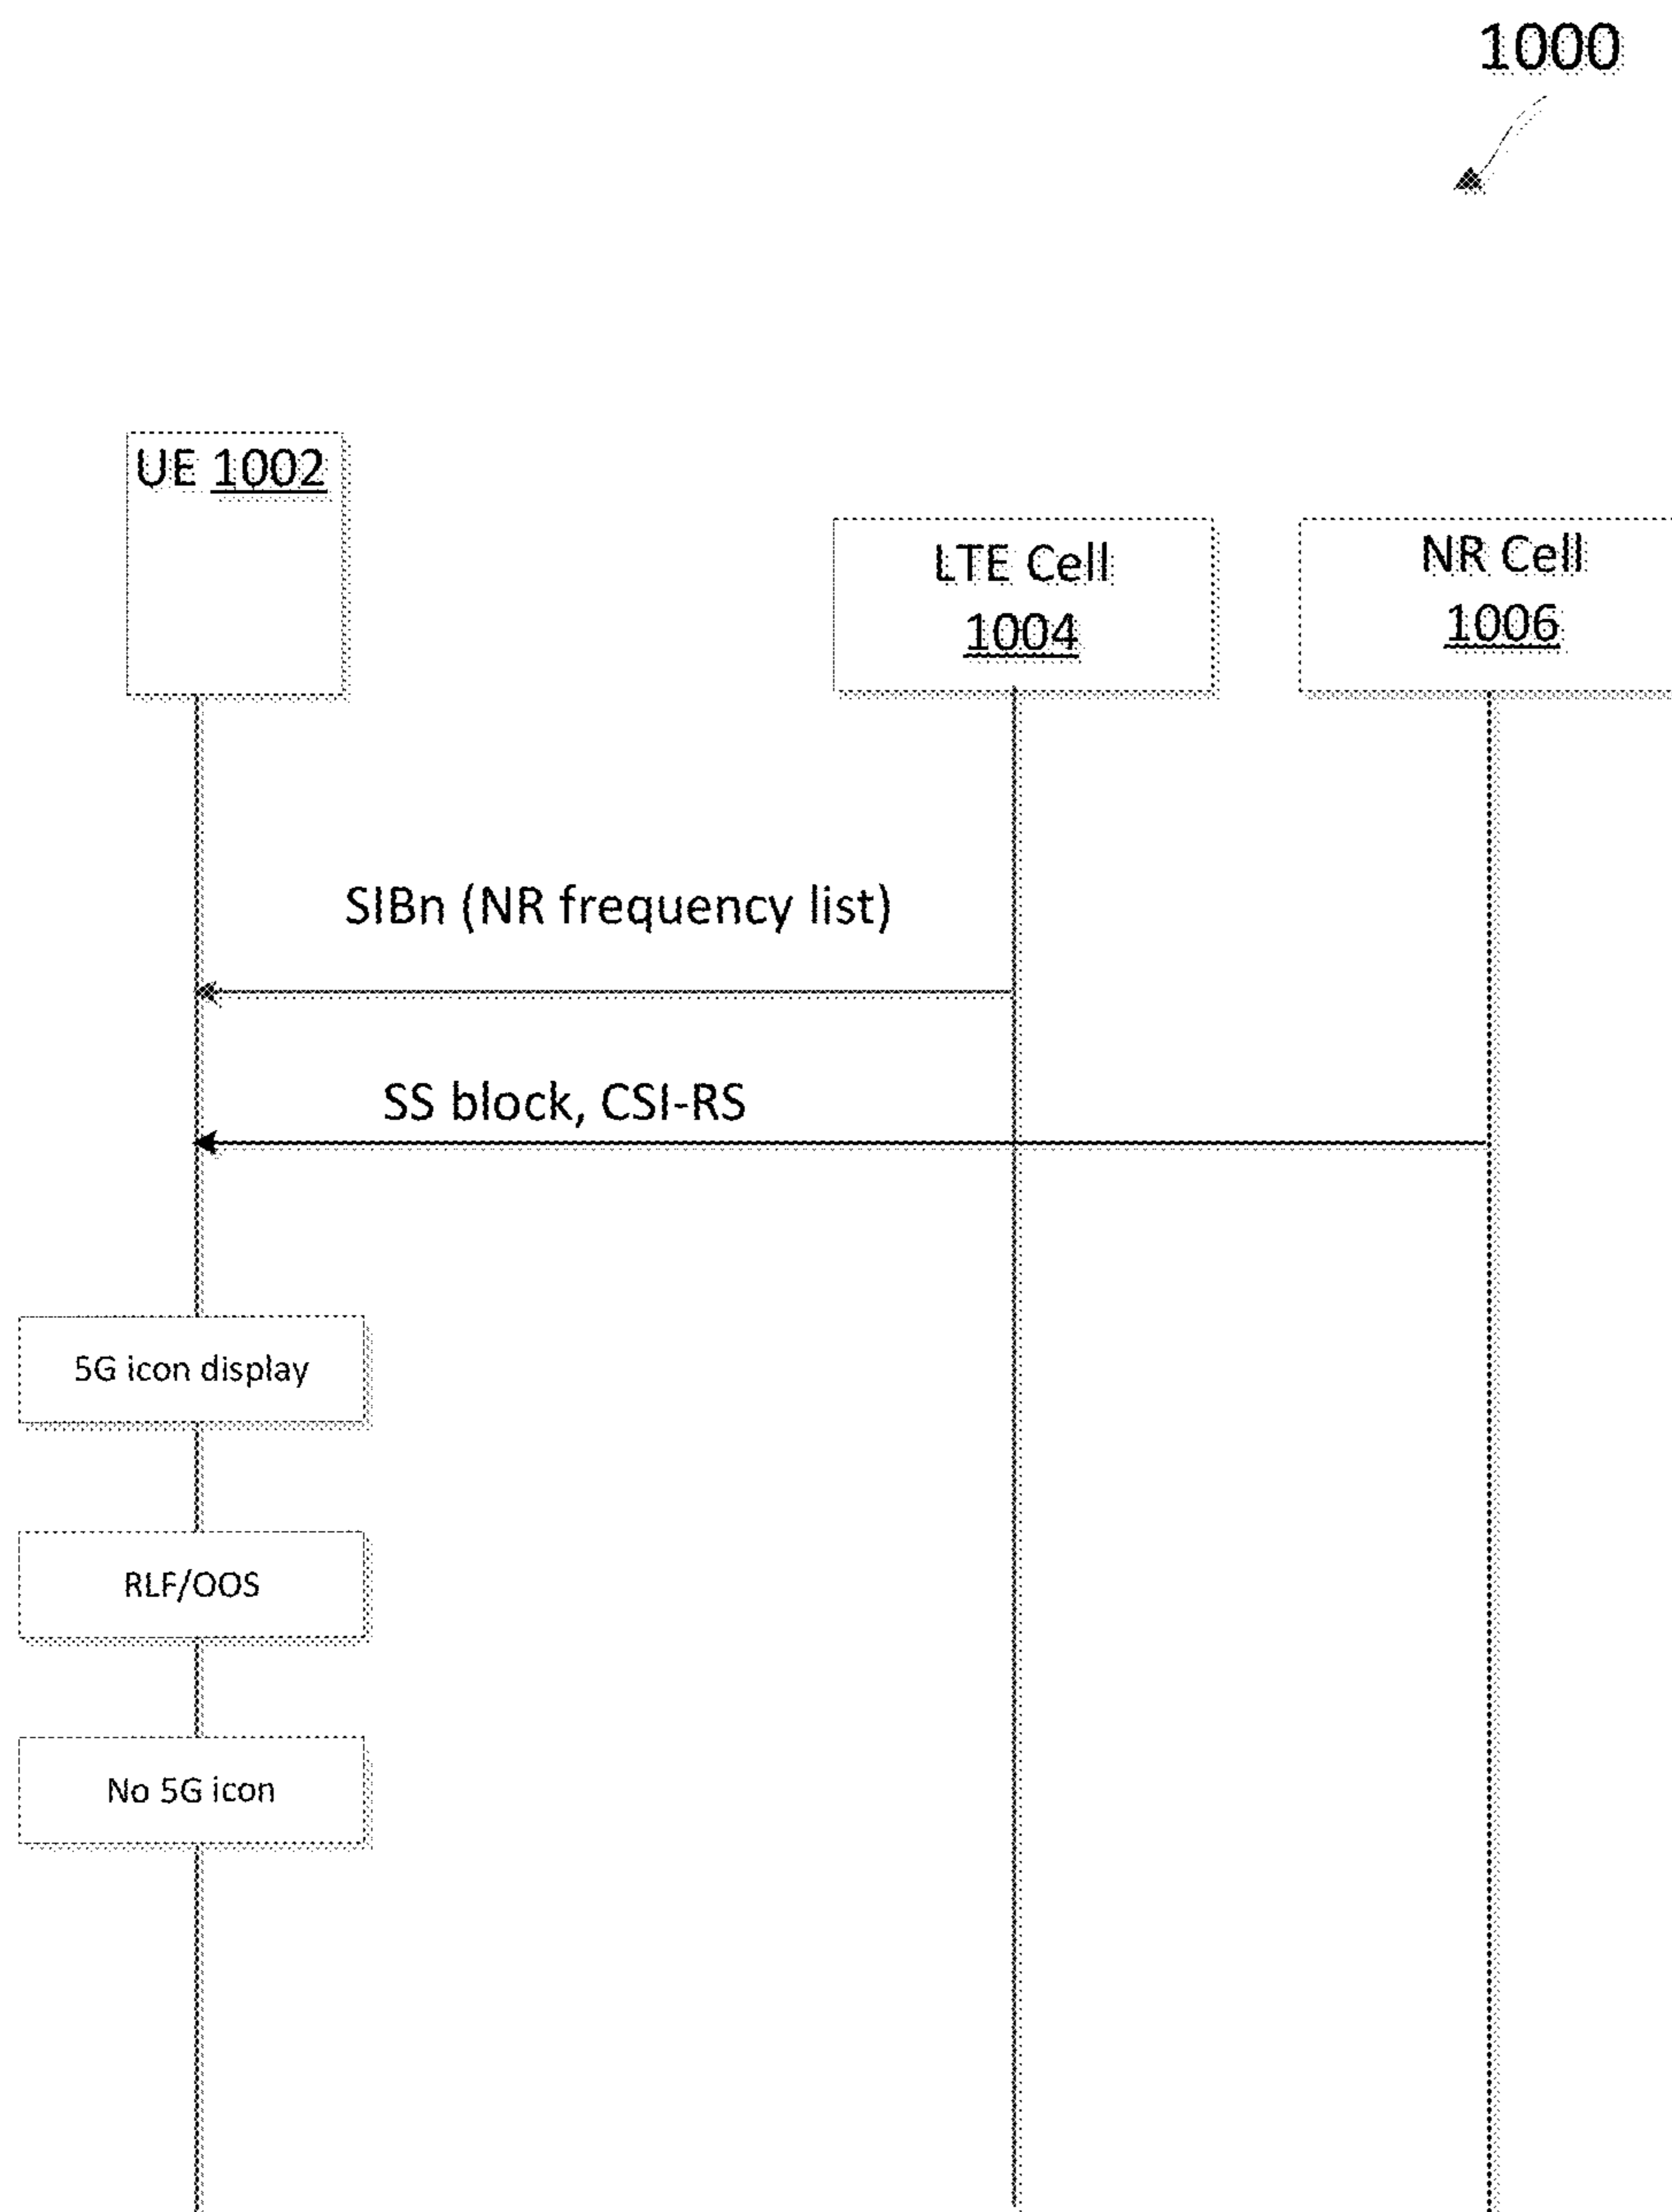 1000
UE 1002
LTE Cell
1004
NR Cell
1006
SIBn (NR frequency list)
SS block, CSI-RS
5G icon display
RLF/OOS
No 5G icon